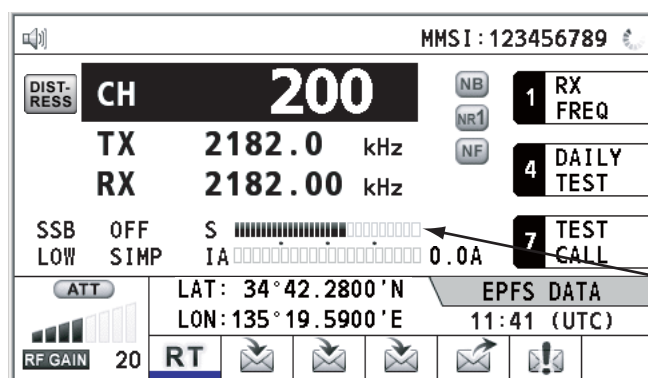 MMSI:123456789
DIST-
RESS
CH 200
TX 2182.0 kHz
RX 2182.00 kHz
SSB OFF S
LOW SIMP IA 0.0A
NB
NR1
NF
1 RX
FREQ
4 DAILY
TEST
7 TEST
CALL
ATT
RF GAIN 20
LAT: 34°42.2800'N
LON:135°19.5900'E
EPFS DATA
11:41 (UTC)
RT